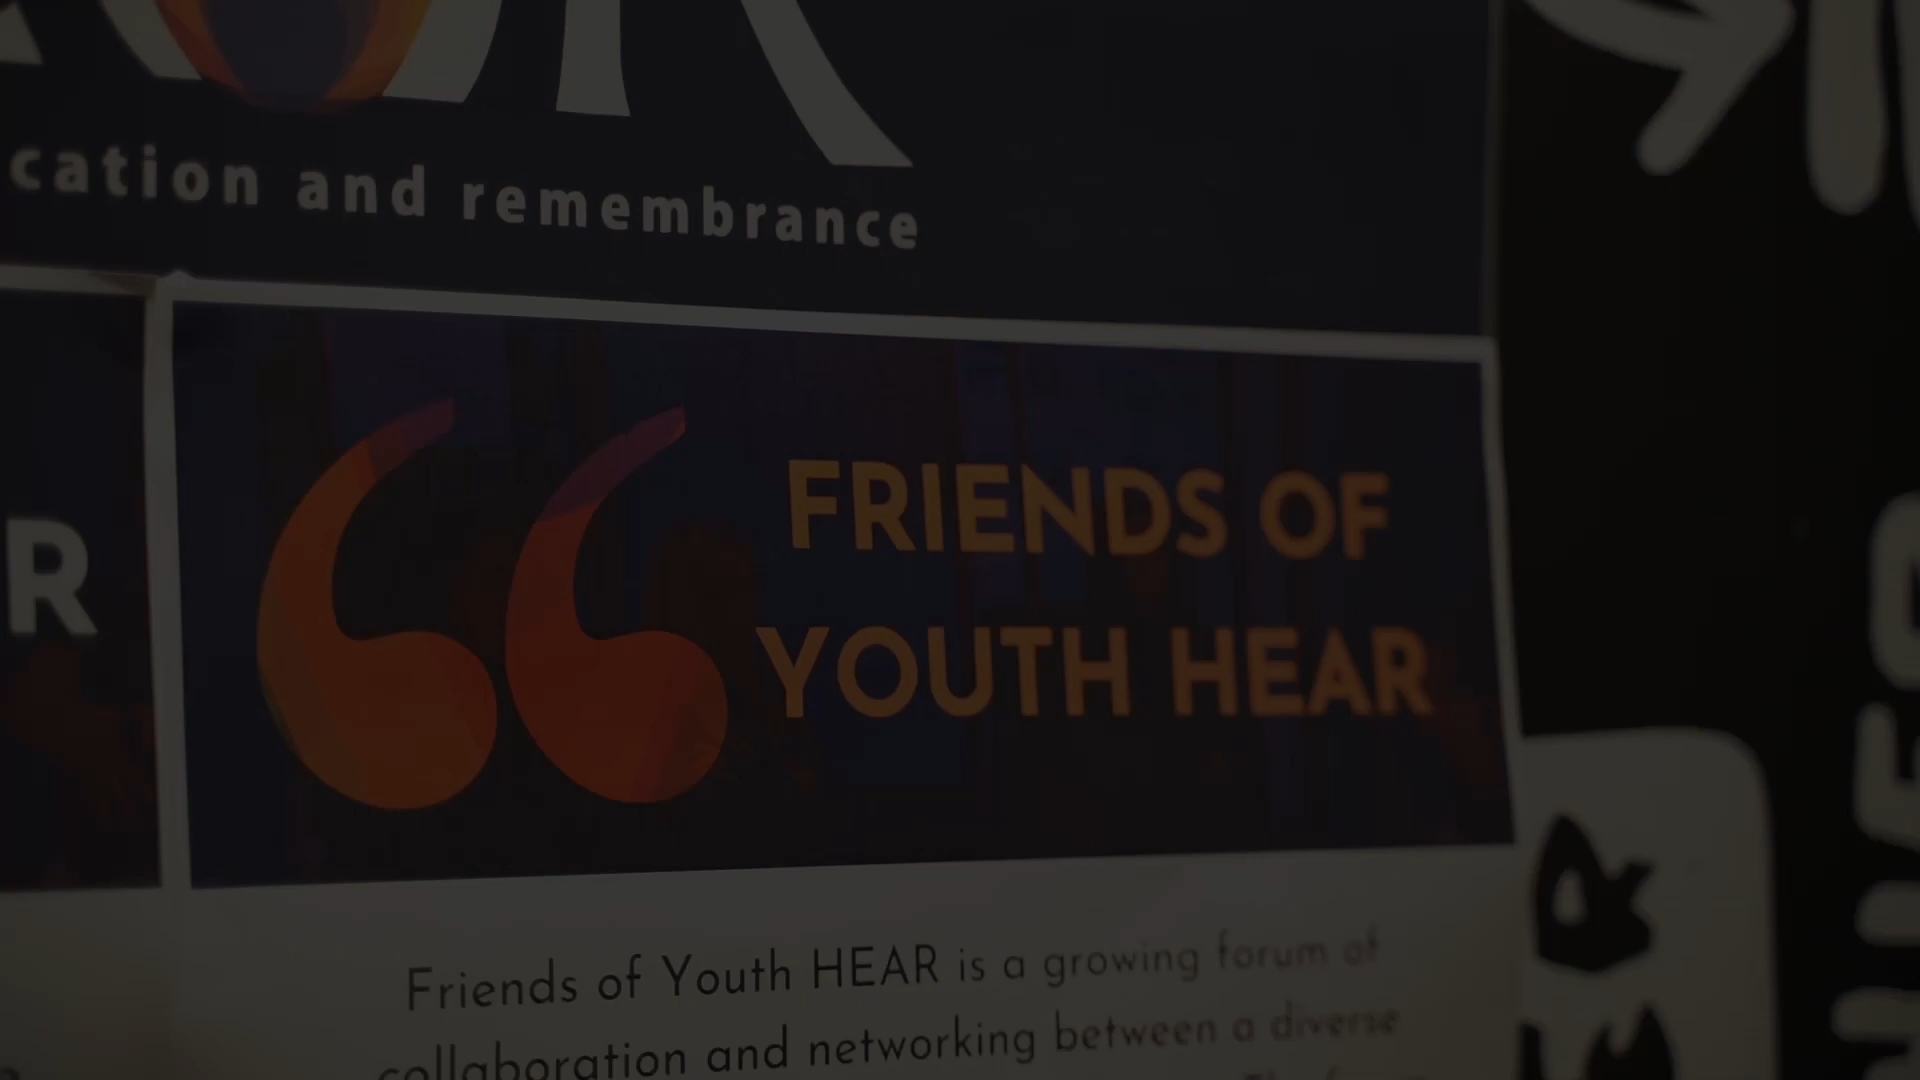 cation and remembrance
R
FRIENDS OF
YOUTH HEAR
Friends of Youth HEAR is a growing forum of
collaboration and networking between a diverse